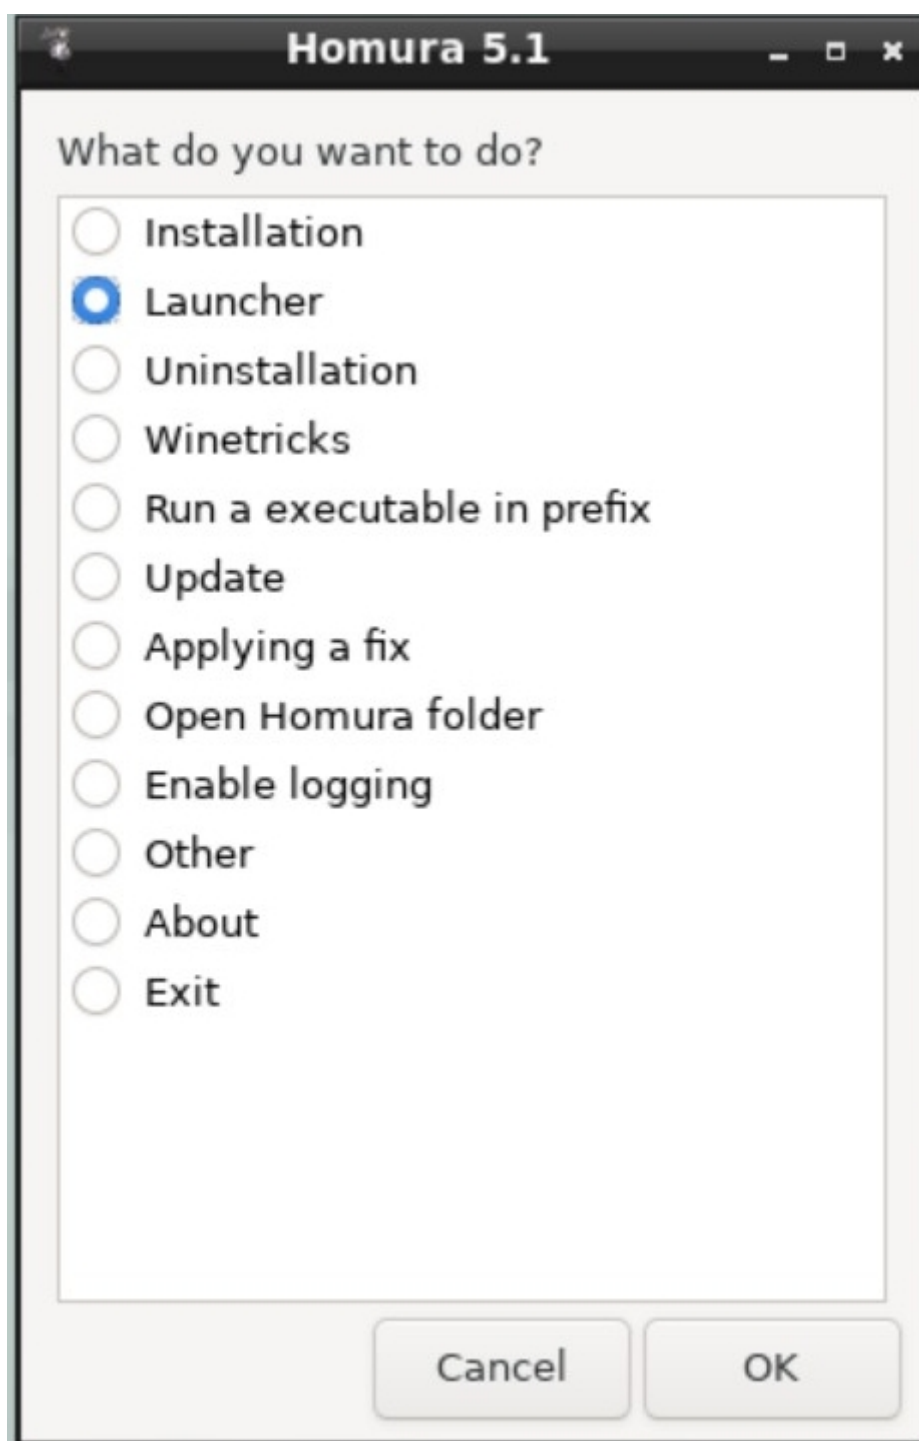 Homura 5.1
What do you want to do?
Installation
Launcher
Uninstallation
Winetricks
Run a executable in prefix
Update
Applying a fix
Open Homura folder
Enable logging
Other
About
Exit
Cancel OK